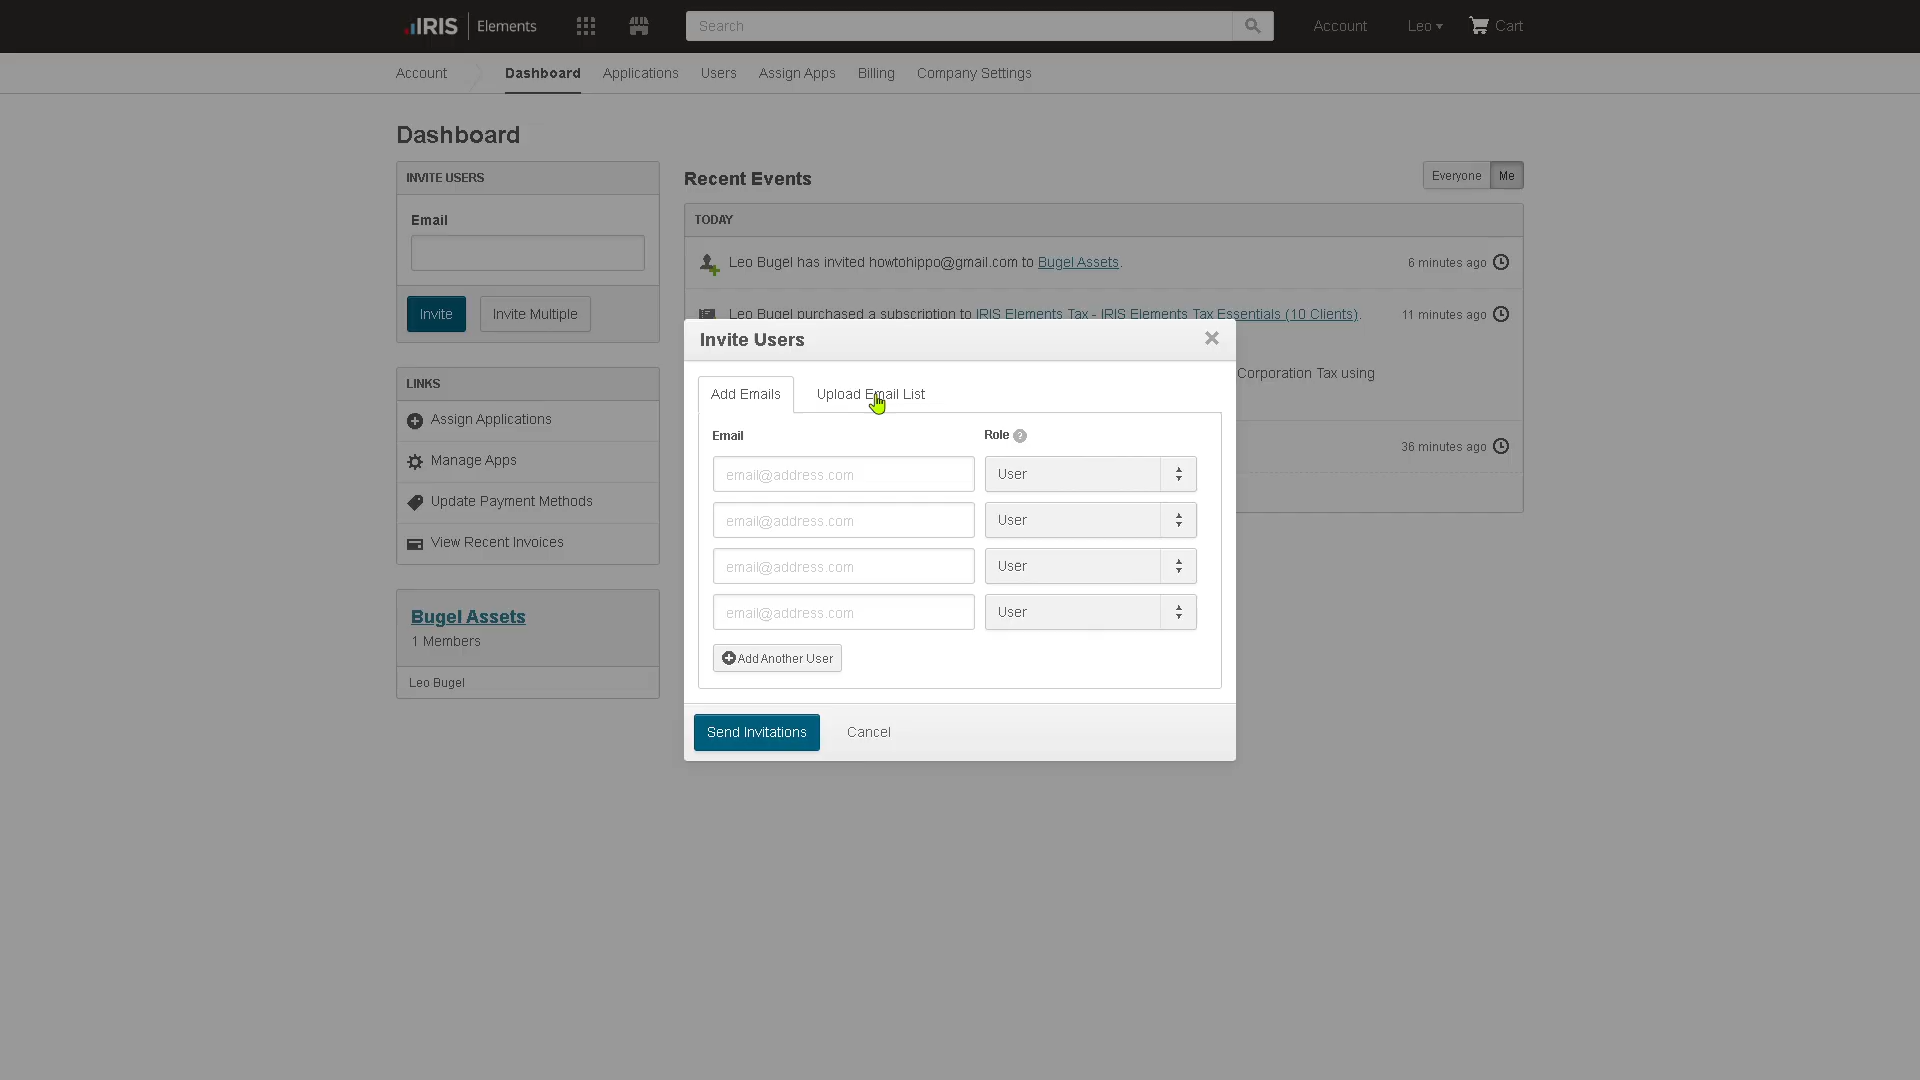 IRIS Elements
Search
Account
Leo
Cart
Account
Dashboard
Applications
Users
Assign Apps
Billing
Company Settings
Dashboard
INVITE USERS
Email
Invite
Invite Multiple
LINKS
Assign Applications
Manage Apps
Update Payment Methods
View Recent Invoices
Bugel Assets
1 Members
Leo Bugel
Recent Events
Everyone
Me
TODAY
Leo Bugel has invited howtohippo@gmail.com to Bugel Assets.
6 minutes ago
Leo Bugel purchased a subscription to IRIS Elements Tax - IRIS Elements Tax Essentials (10 Clients).
11 minutes ago
Corporation Tax using
36 minutes ago
Invite Users
Add Emails
Upload Email List
Email
Role ?
email@address.com
User
email@address.com
User
email@address.com
User
email@address.com
User
Add Another User
Send Invitations
Cancel